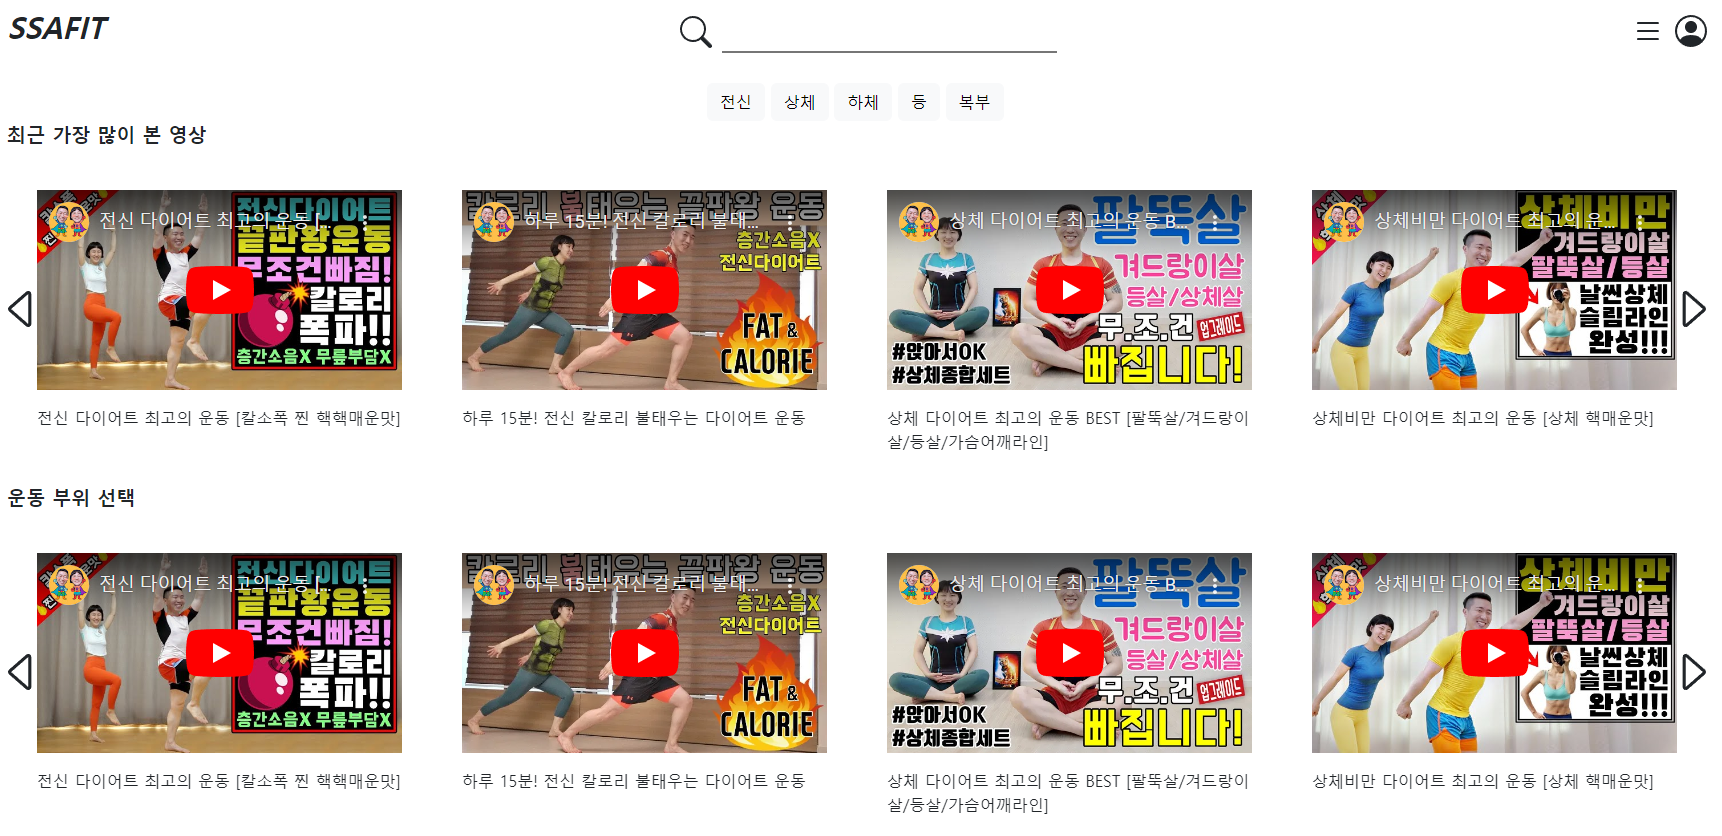 SSAFIT
전신
상체
하체
등
복부
최근 가장 많이 본 영상
전신 다이어트 최고의 운동 [...
전신다이어트
끝판왕운동
무조건빠짐!
칼로리
폭파!!
층간소음X 무릎부담X
하루 15분! 전신 칼로리 불태...
칼로리 불태우는 끝판왕 운동
층간소음X
전신다이어트
FAT &
CALORIE
상체 다이어트 최고의 운동 B...
팔뚝살
겨드랑이살
등살/상체살
무.조.건
업그레이드
빠집니다!
#앉아서OK
#상체종합세트
상체비만 다이어트 최고의 운...
상체비만
겨드랑이살
팔뚝살/등살
날씬상체
슬림라인
완성!!!
전신 다이어트 최고의 운동 [칼소폭 찐 핵핵매운맛]
하루 15분! 전신 칼로리 불태우는 다이어트 운동
상체 다이어트 최고의 운동 BEST [팔뚝살/겨드랑이
살/등살/가슴어깨라인]
상체비만 다이어트 최고의 운동 [상체 핵매운맛]
운동 부위 선택
전신 다이어트 최고의 운동 [...
전신다이어트
끝판왕운동
무조건빠짐!
칼로리
폭파!!
층간소음X 무릎부담X
하루 15분! 전신 칼로리 불태...
칼로리 불태우는 끝판왕 운동
층간소음X
전신다이어트
FAT &
CALORIE
상체 다이어트 최고의 운동 B...
팔뚝살
겨드랑이살
등살/상체살
무.조.건
업그레이드
빠집니다!
#앉아서OK
#상체종합세트
상체비만 다이어트 최고의 운...
상체비만
겨드랑이살
팔뚝살/등살
날씬상체
슬림라인
완성!!!
전신 다이어트 최고의 운동 [칼소폭 찐 핵핵매운맛]
하루 15분! 전신 칼로리 불태우는 다이어트 운동
상체 다이어트 최고의 운동 BEST [팔뚝살/겨드랑이
살/등살/가슴어깨라인]
상체비만 다이어트 최고의 운동 [상체 핵매운맛]